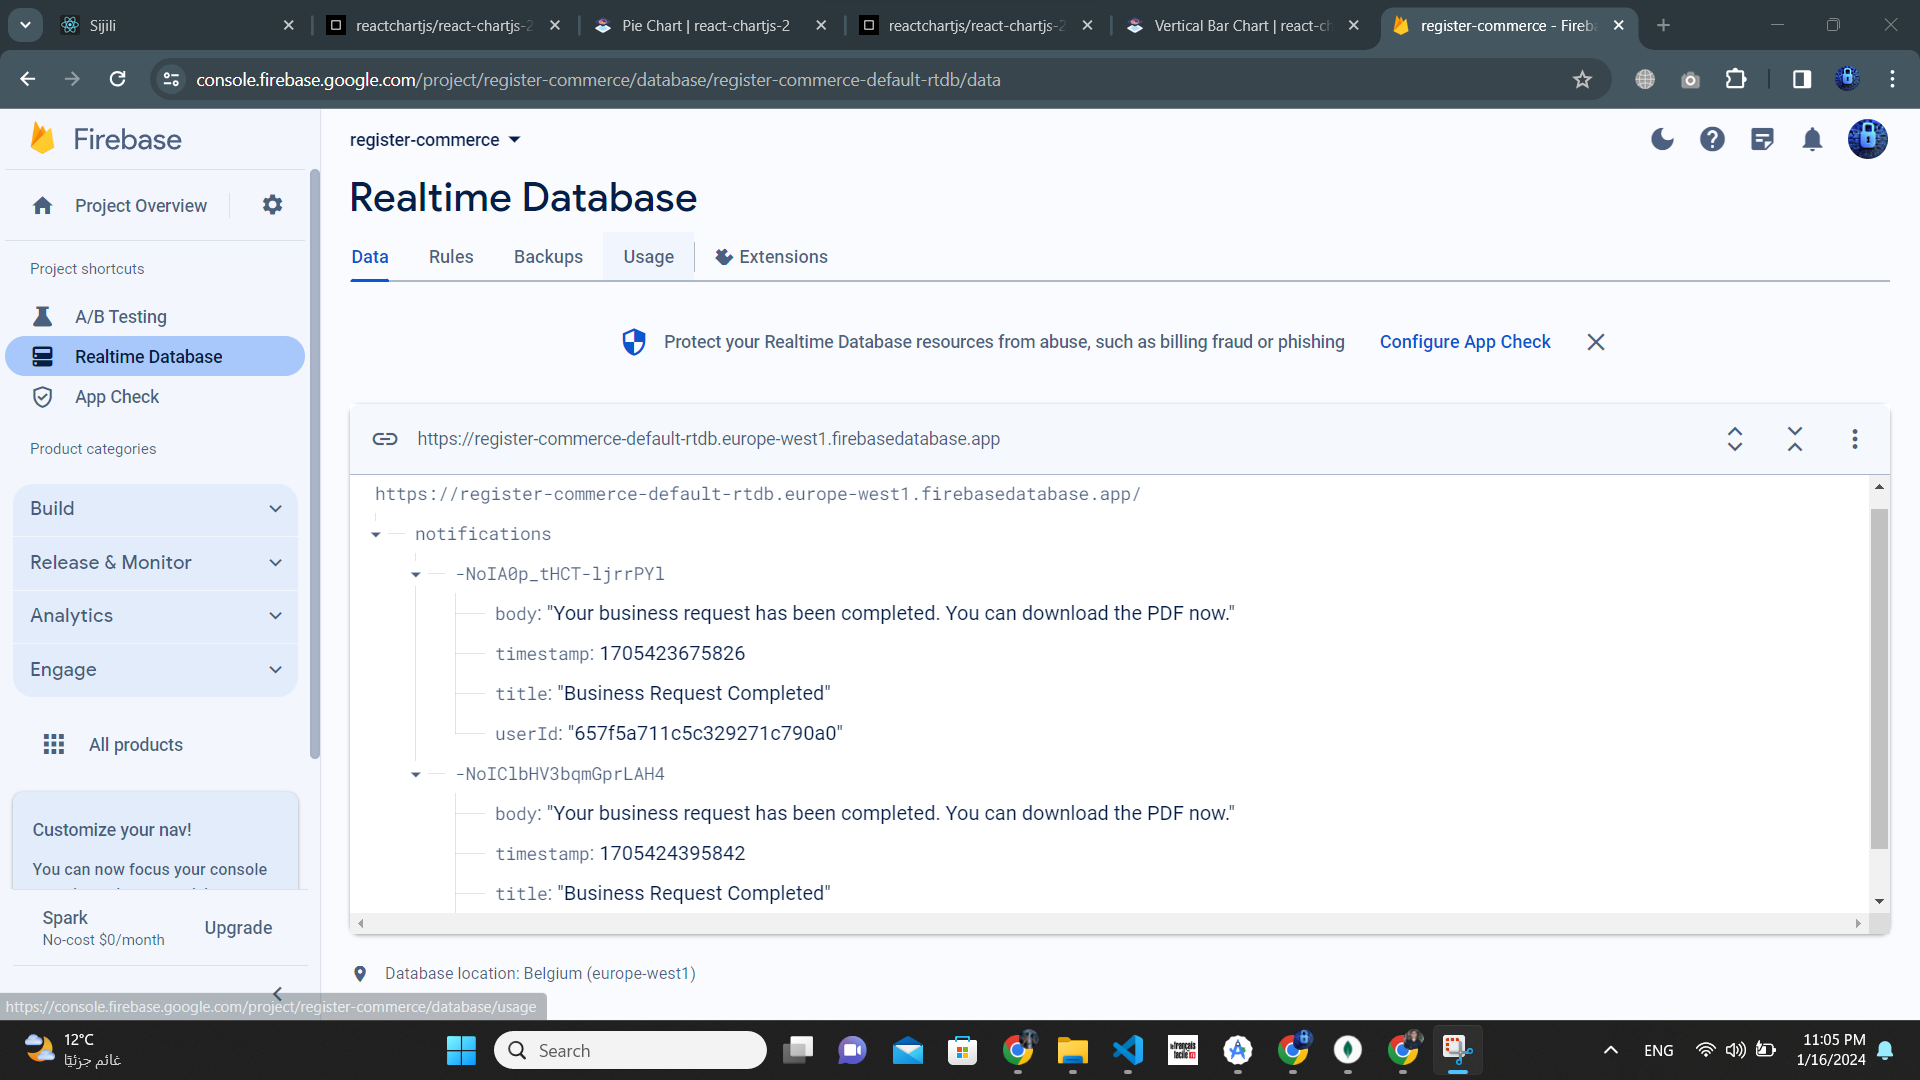 Sijili
reactchartjs/react-chartjs-2
Pie Chart | react-chartjs-2
reactchartjs/react-chartjs-2
Vertical Bar Chart | react-ch
register-commerce - Fireb
console.firebase.google.com/project/register-commerce/database/register-commerce-default-rtdb/data
Firebase
register-commerce
Realtime Database
Project Overview
Data
Rules
Backups
Usage
Extensions
Project shortcuts
A/B Testing
Realtime Database
App Check
Protect your Realtime Database resources from abuse, such as billing fraud or phishing
Configure App Check
Product categories
Build
Release & Monitor
Analytics
Engage
All products
Customize your nav!
You can now focus your console
Spark
No-cost $0/month
Upgrade
https://register-commerce-default-rtdb.europe-west1.firebasedatabase.app
https://register-commerce-default-rtdb.europe-west1.firebasedatabase.app/
notifications
-NoIA0p_tHCT-ljrrPYl
body: "Your business request has been completed. You can download the PDF now."
timestamp: 1705423675826
title: "Business Request Completed"
userId: "657f5a711c5c329271c790a0"
-NoIClbHV3bqmGprLAH4
body: "Your business request has been completed. You can download the PDF now."
timestamp: 1705424395842
title: "Business Request Completed"
Database location: Belgium (europe-west1)
https://console.firebase.google.com/project/register-commerce/database/usage
12°C
غائم جزئيًا
Search
le français facile
ENG
11:05 PM
1/16/2024